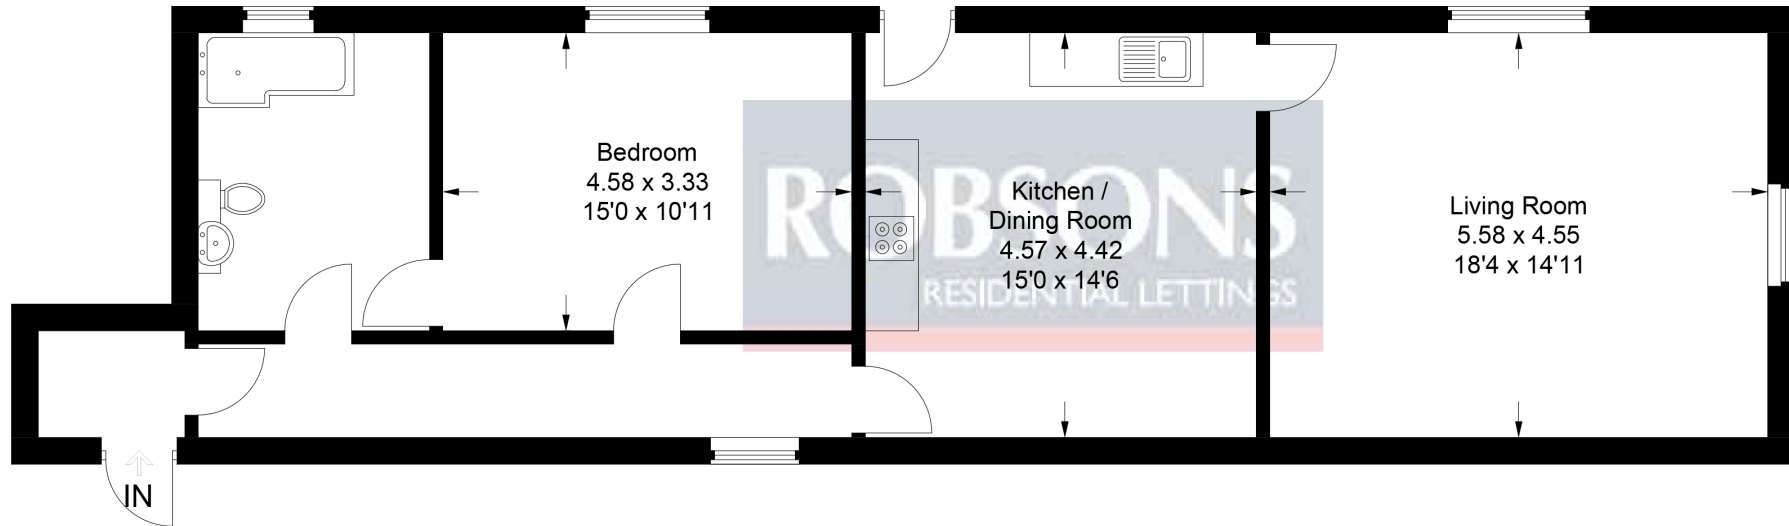 Bedroom
4.58 x 3.33
15'0 x 10'11
Kitchen /
Dining Room
4.57 x 4.42
15'0 x 14'6
Living Room
5.58 x 4.55
18'4 x 14'11
ROBSONS
RESIDENTIAL LETTINGS
IN